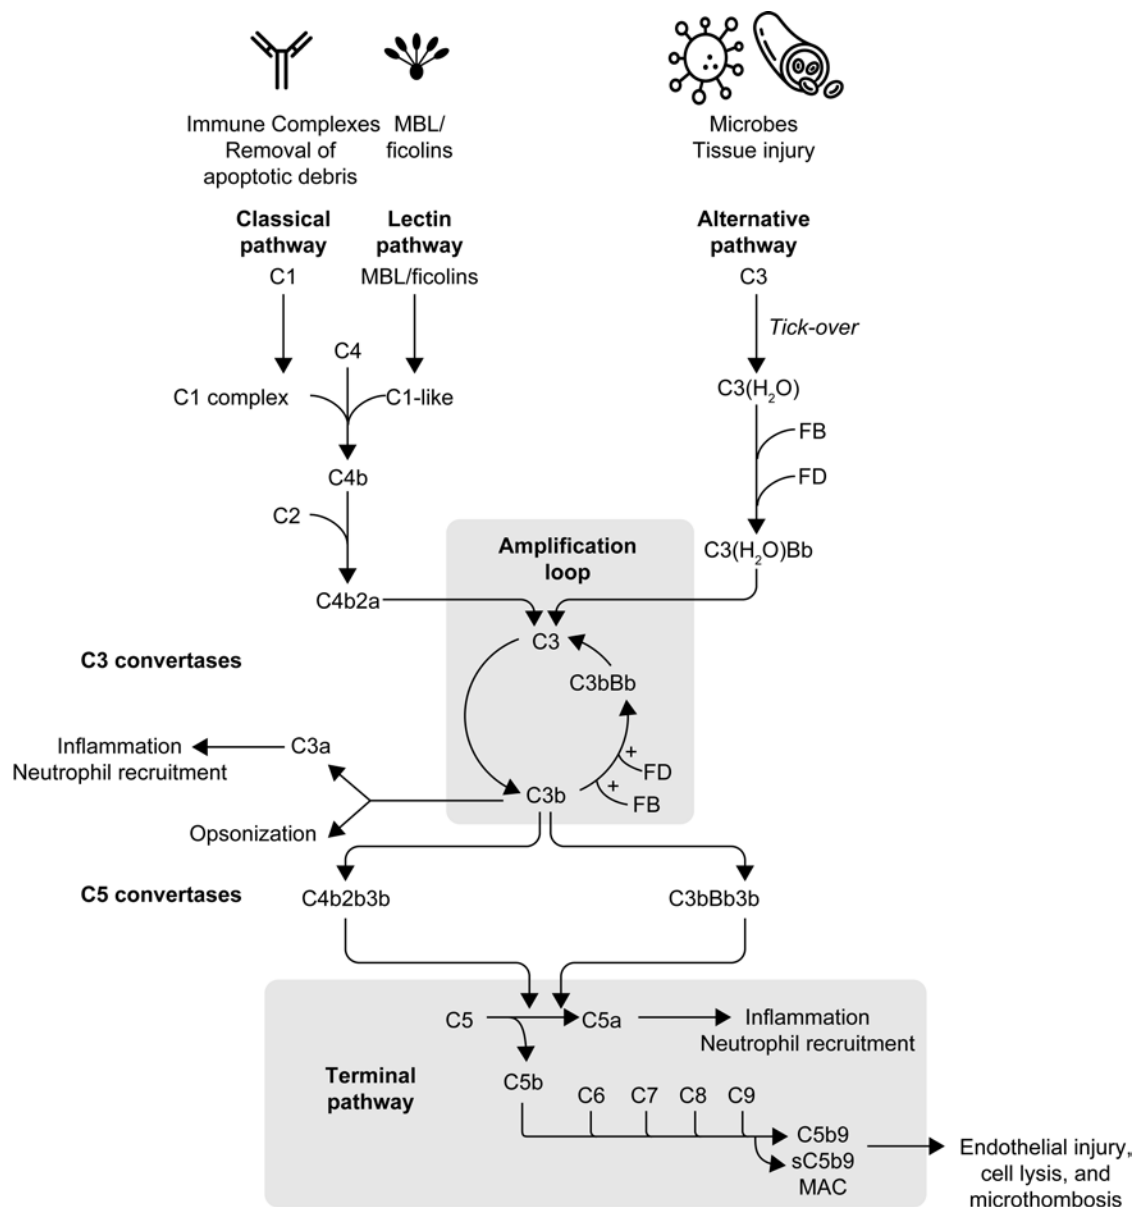 Immune Complexes
Removal of
apoptotic debris
MBL/
ficolins
Microbes
Tissue injury
Classical
pathway
Lectin
pathway
Alternative
pathway
C1
MBL/ficolins
C3
Tick-over
C4
C1 complex
C1-like
C3(H₂O)
FB
FD
C4b
C2
C3(H₂O)Bb
Amplification
loop
C4b2a
C3
C3 convertases
C3bBb
Inflammation
Neutrophil recruitment
C3a
+
FD
+
FB
C3b
Opsonization
C5 convertases
C4b2b3b
C3bBb3b
C5
C5a
Inflammation
Neutrophil recruitment
Terminal
pathway
C5b
C6
C7
C8
C9
C5b9
sC5b9
MAC
Endothelial injury,
cell lysis, and
microthombosis